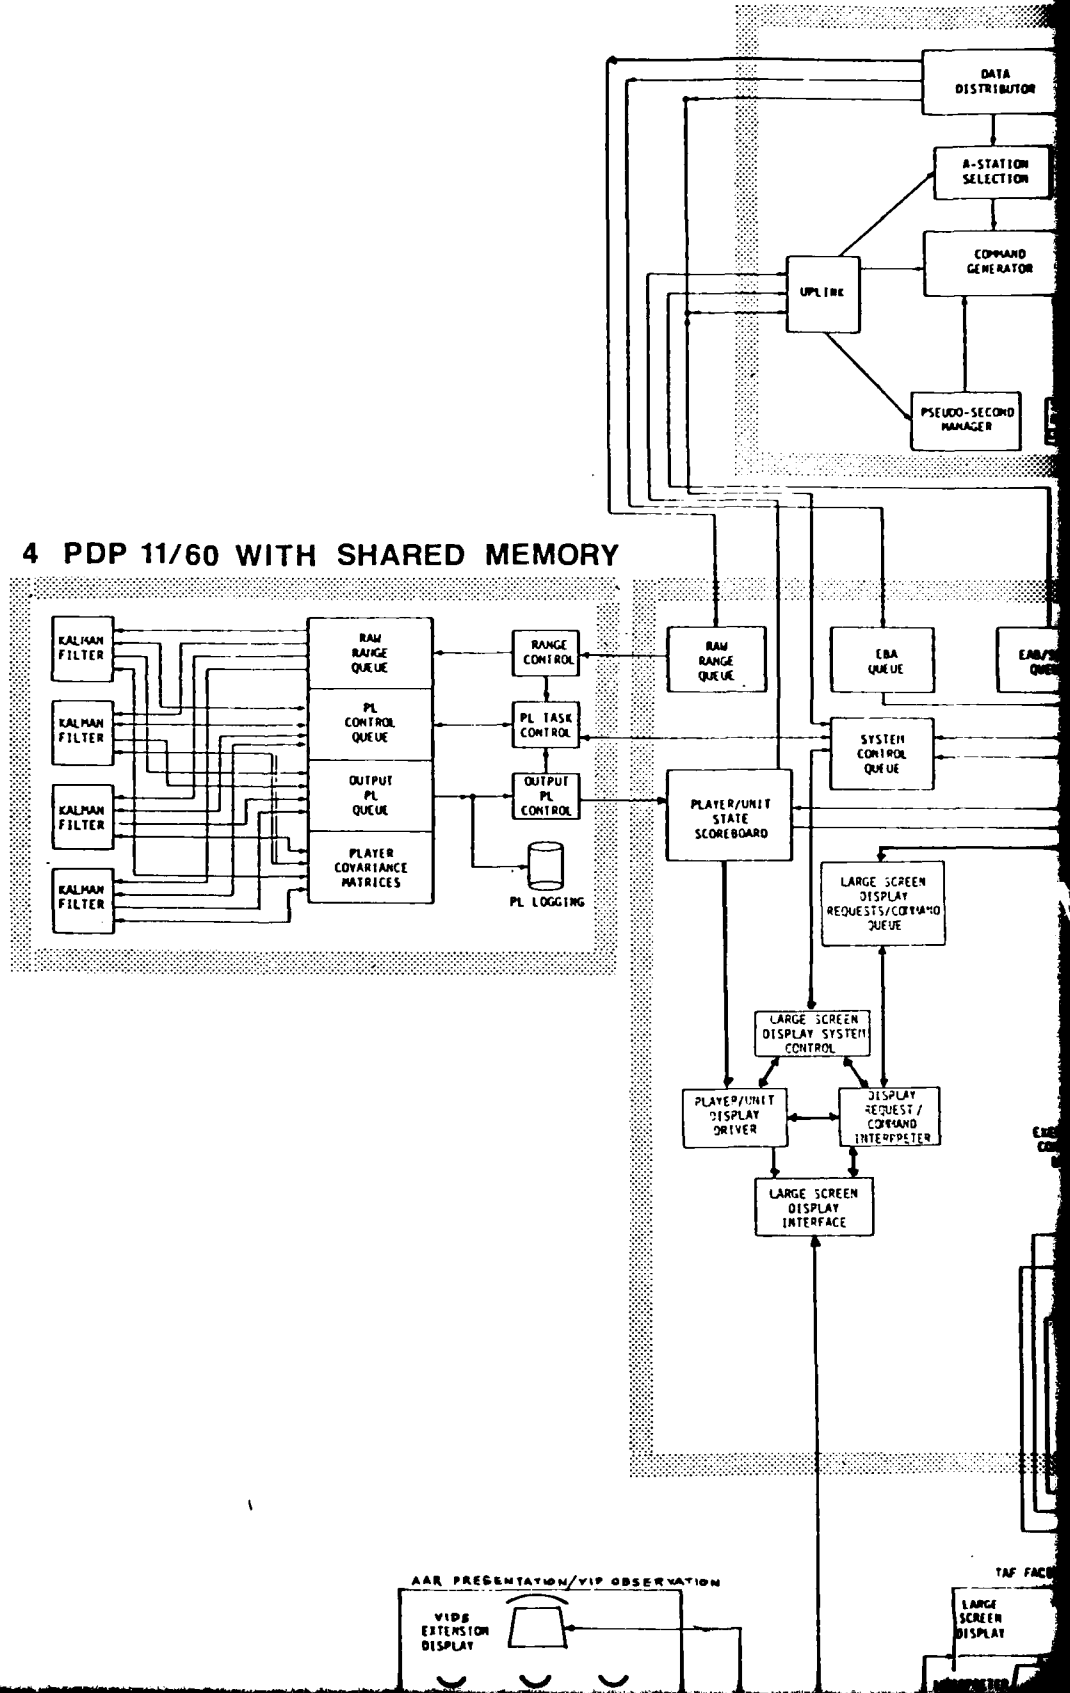 DATA
DISTRIBUTOR
A-STATION
SELECTION
COMMAND
GENERATOR
UPLINK
PSEUDO-SECOND
MANAGER
4 PDP 11/60 WITH SHARED MEMORY
KALMAN
FILTER
KALMAN
FILTER
KALMAN
FILTER
KALMAN
FILTER
RAW
RANGE
QUEUE
PL
CONTROL
QUEUE
OUTPUT
PL
QUEUE
PLAYER
COVARIANCE
MATRICES
RANGE
CONTROL
PL TASK
CONTROL
OUTPUT
PL
CONTROL
PL LOGGING
RAW
RANGE
QUEUE
EBA
QUEUE
SYSTEM
CONTROL
QUEUE
PLAYER/UNIT
STATE
SCOREBOARD
LARGE SCREEN
DISPLAY
REQUESTS/COMMAND
QUEUE
LARGE SCREEN
DISPLAY SYSTEM
CONTROL
PLAYER/UNIT
DISPLAY
DRIVER
DISPLAY
REQUEST/
COMMAND
INTERPRETER
LARGE SCREEN
DISPLAY
INTERFACE
AAR PRESENTATION/VIP OBSERVATION
VIDS
EXTENSION
DISPLAY
TAF
LARGE
SCREEN
DISPLAY